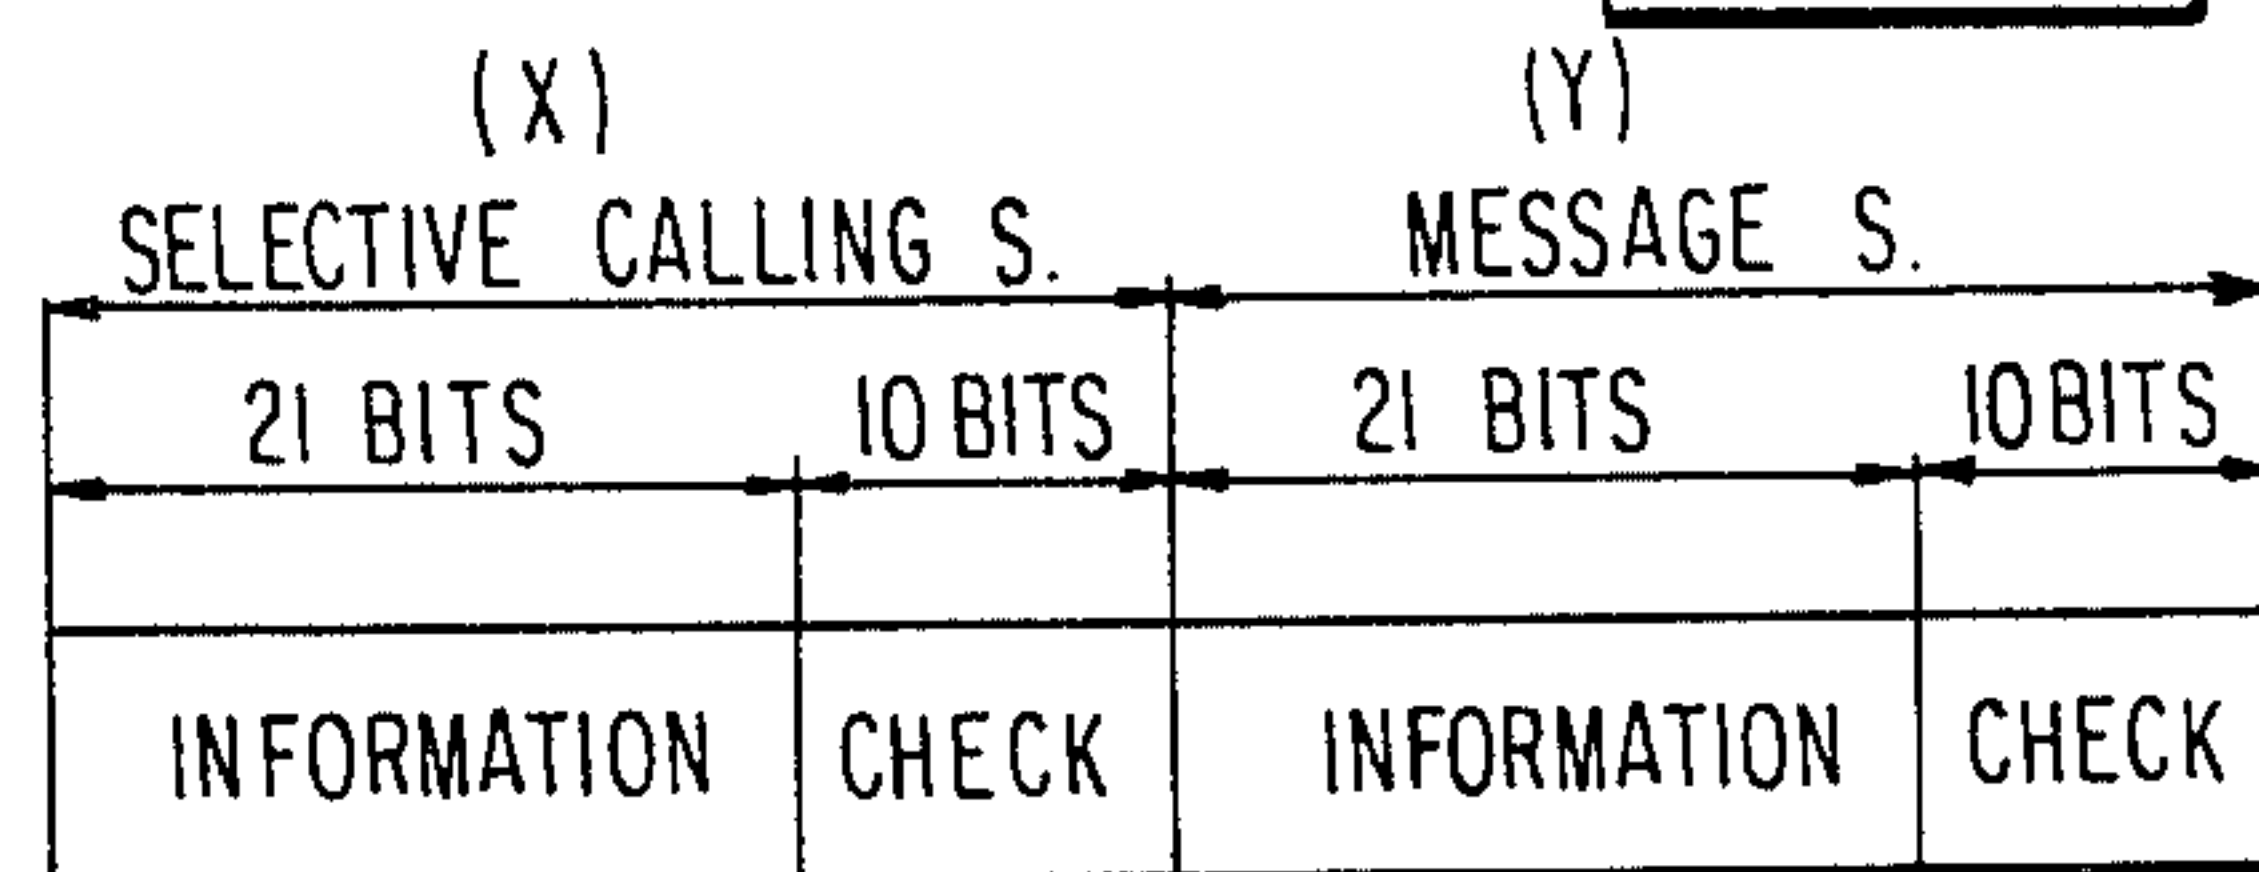 (X) (Y)
SELECTIVE CALLING S. MESSAGE S.
21 BITS 10 BITS 21 BITS 10 BITS
INFORMATION CHECK INFORMATION CHECK